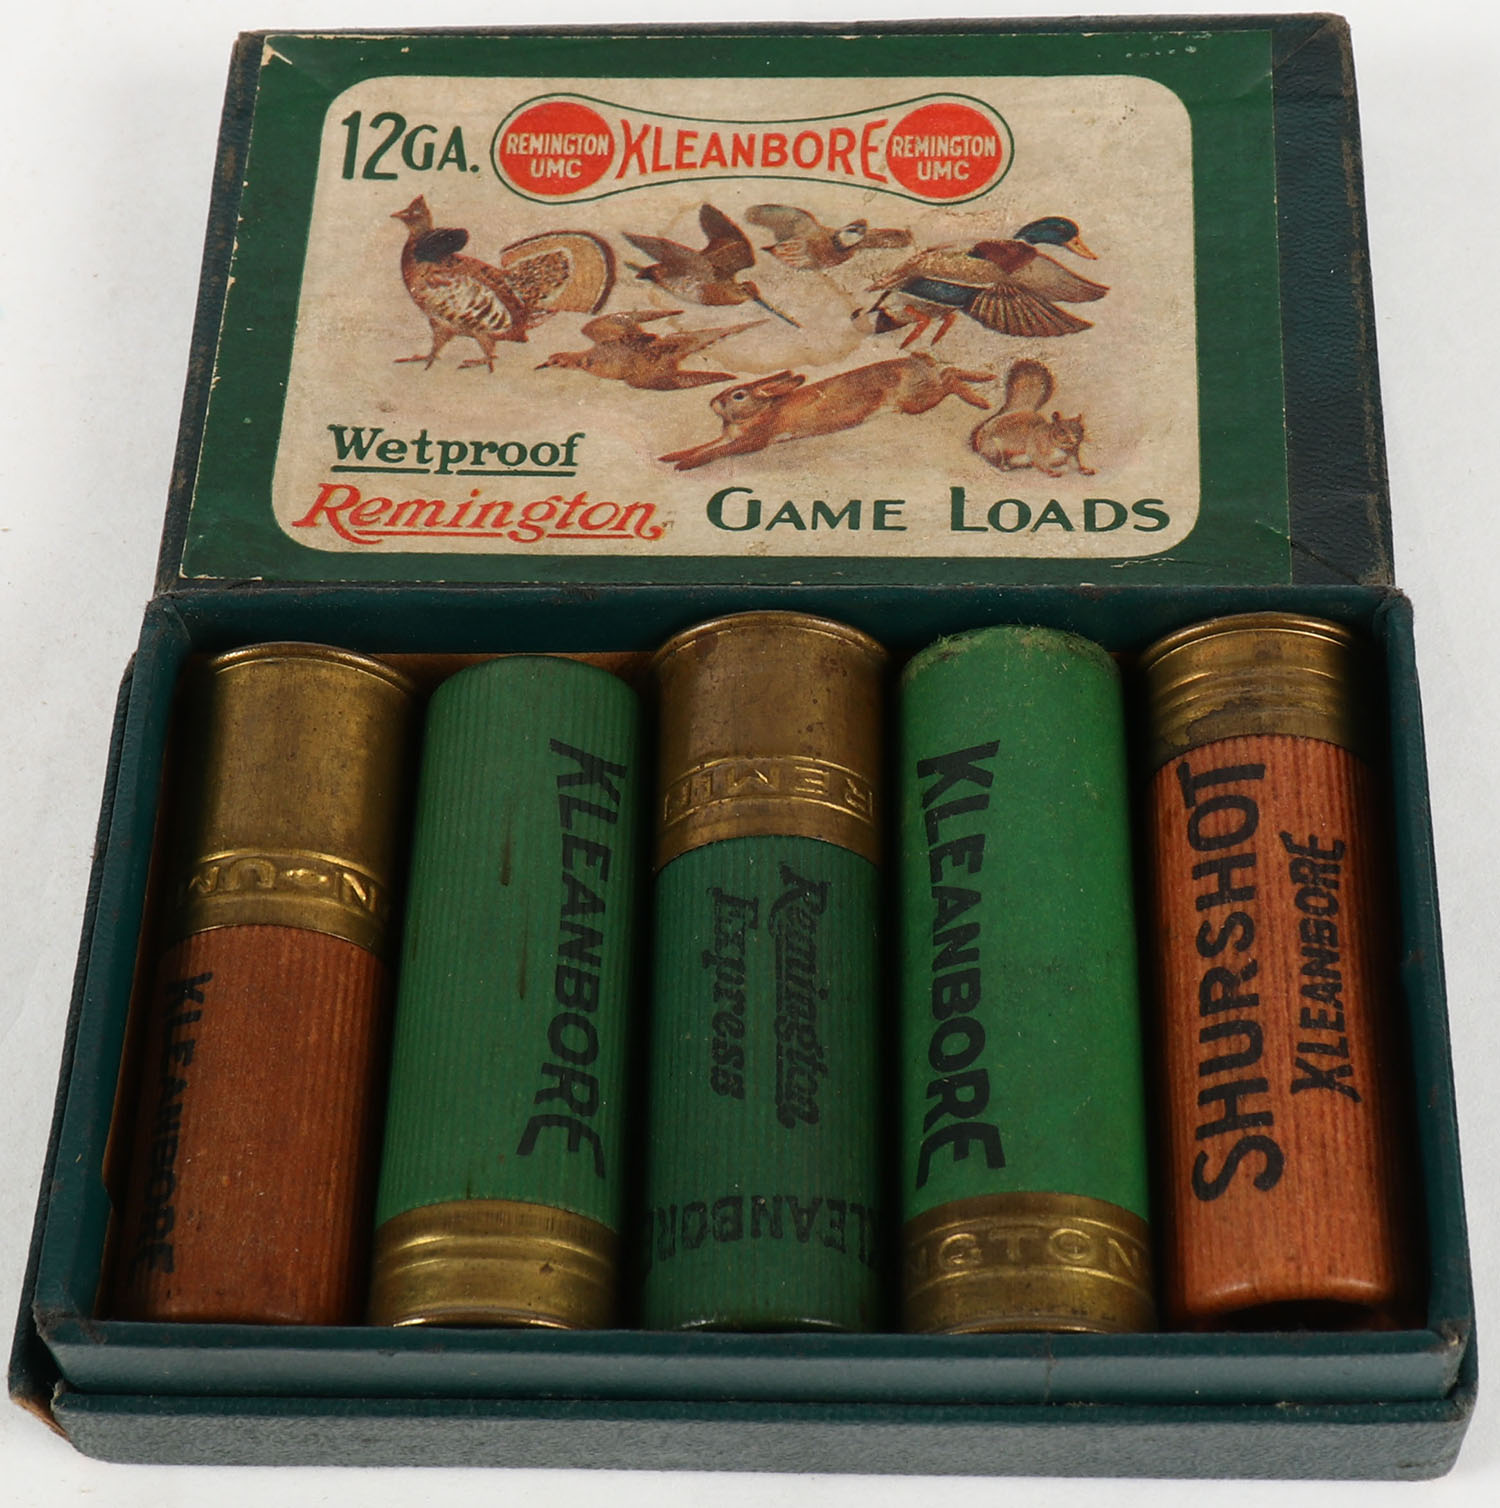 12GA. REMINGTON UMC KLEANBORE REMINGTON UMC
Wetproof
Remington GAME LOADS
KLEANBORE
KLEANBORE
REMIN
Remington
Express
KLEANBORE
KLEANBORE
NGTON
SHURSHOT
KLEANBORE